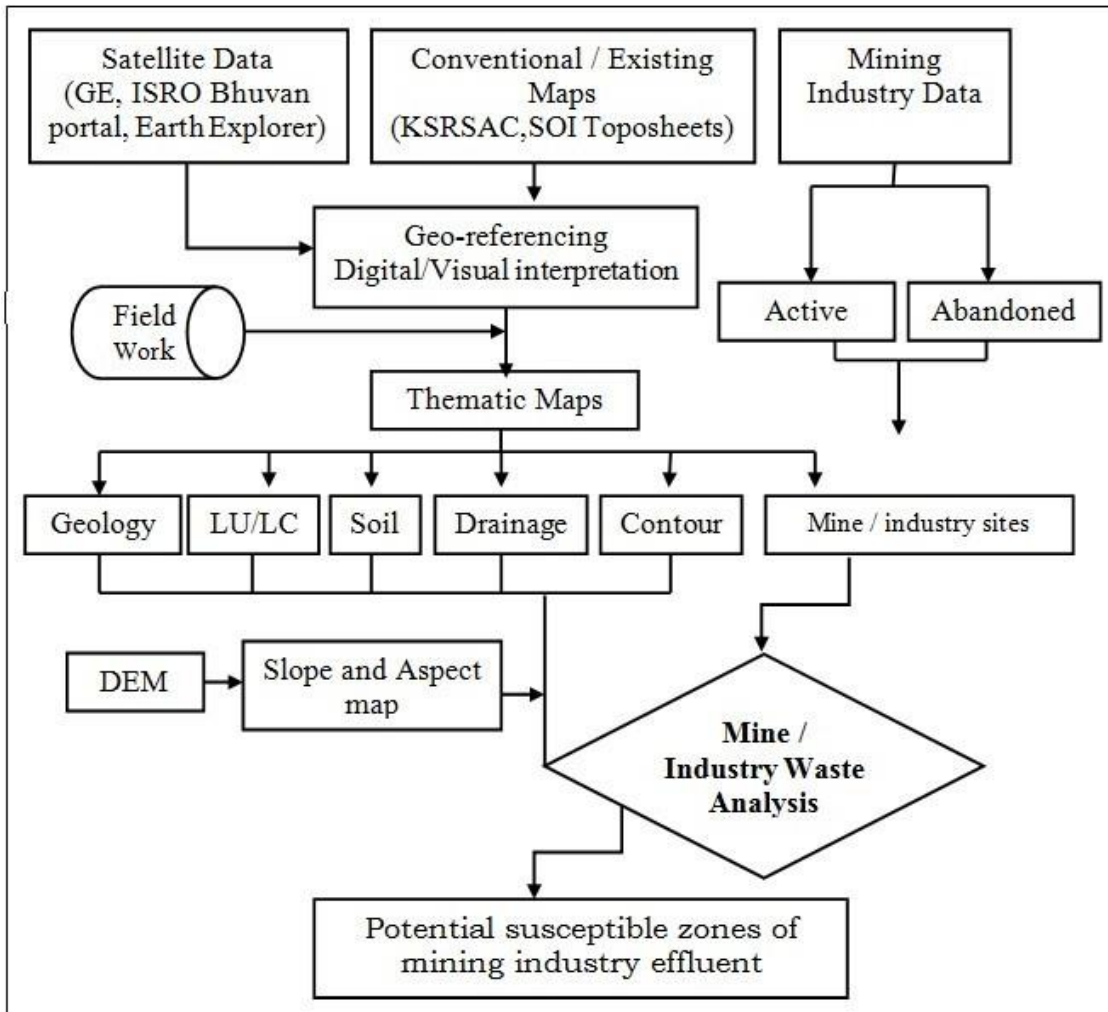 Satellite Data
(GE, ISRO Bhuvan
portal, Earth Explorer)
Conventional / Existing
Maps
(KSRSAC,SOI Toposheets)
Mining
Industry Data
Geo-referencing
Digital/Visual interpretation
Field
Work
Active
Abandoned
Thematic Maps
Geology
LU/LC
Soil
Drainage
Contour
Mine / industry sites
DEM
Slope and Aspect
map
Mine /
Industry Waste
Analysis
Potential susceptible zones of
mining industry effluent